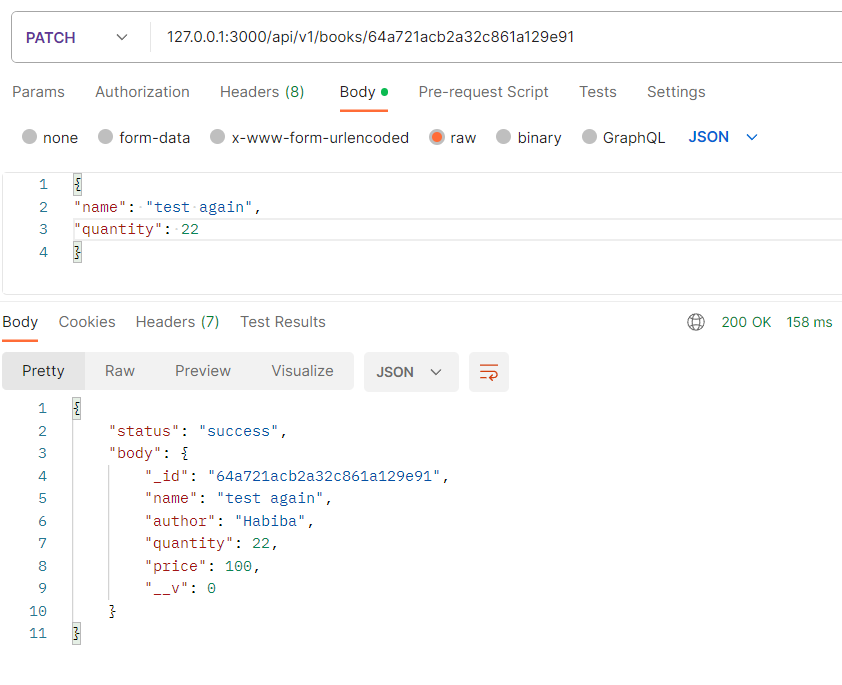 PATCH 127.0.0.1:3000/api/v1/books/64a721acb2a32c861a129e91
Params Authorization Headers (8) Body Pre-request Script Tests Settings
none form-data x-www-form-urlencoded raw binary GraphQL JSON
1 {
2 "name": "test again",
3 "quantity": 22
4 }
Body Cookies Headers (7) Test Results 200 OK 158 ms
Pretty Raw Preview Visualize JSON
1 {
2 "status": "success",
3 "body": {
4 "_id": "64a721acb2a32c861a129e91",
5 "name": "test again",
6 "author": "Habiba",
7 "quantity": 22,
8 "price": 100,
9 "__v": 0
10 }
11 }